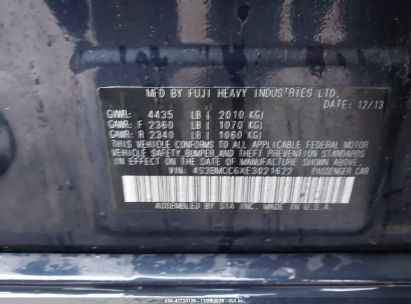 MFD BY FUJI HEAVY INDUSTRIES LTD.
DATE: 12/13
GVWR: 4435 LB ( 2010 KG)
GAWR: F 2360 LB ( 1070 KG)
GAWR: R 2340 LB ( 1060 KG)
THIS VEHICLE CONFORMS TO ALL APPLICABLE FEDERAL MOTOR
VEHICLE SAFETY, BUMPER, AND THEFT PREVENTION STANDARDS
IN EFFECT ON THE DATE OF MANUFACTURE SHOWN ABOVE.
VIN: 4S3BMCC6XE3021622 PASSENGER CAR
ASSEMBLED BY SIA INC. MADE IN U.S.A.